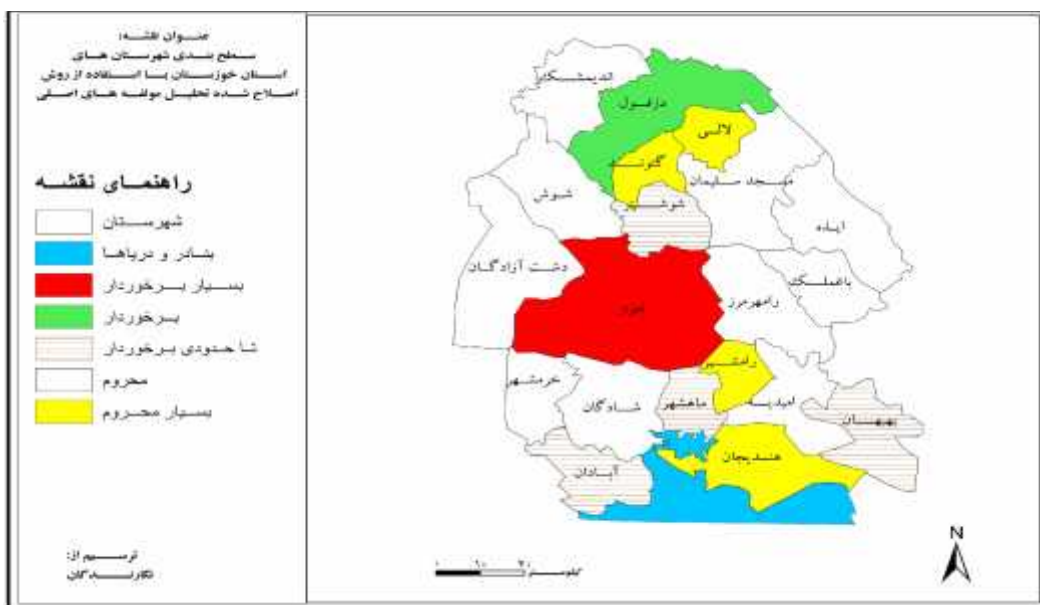 عنوان نقشه:
سطح بندی شهرستان های
استان خوزستان با استفاده از روش
اصلاح شده تحلیل مولفه های اصلی
راهنمای نقشه
شهرستان
بنادر و دریاها
بسیار برخوردار
برخوردار
تا حدودی برخوردار
محروم
بسیار محروم
ترسیم از:
نگارندگان
اندیمشک
دزفول
لالی
گتوند
مسجد سلیمان
شوش
شوشتر
ایذه
دشت آزادگان
باغملک
اهواز
رامهرمز
رامشیر
خرمشهر
شادگان
ماهشهر
امیدیه
بهبهان
هندیجان
آبادان
کیلومتر
N